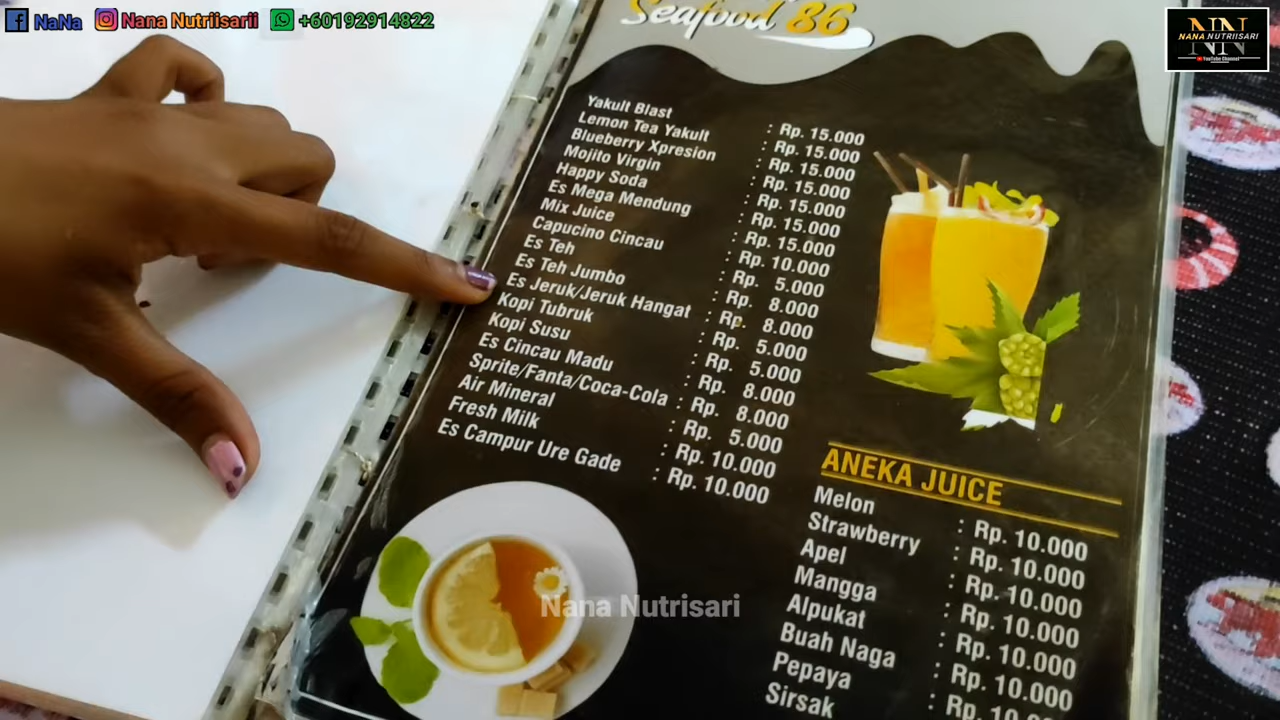 NaNa Nana Nutriisarii +60192914822
NN
NANA NUTRIISARI
YouTube Channel
Seafood 86
Yakult Blast : Rp. 15.000
Lemon Tea Yakult : Rp. 15.000
Blueberry Xpresion : Rp. 15.000
Mojito Virgin : Rp. 15.000
Happy Soda : Rp. 15.000
Es Mega Mendung : Rp. 15.000
Mix Juice : Rp. 15.000
Capucino Cincau : Rp. 10.000
Es Teh : Rp. 5.000
Es Teh Jumbo : Rp. 8.000
Es Jeruk/Jeruk Hangat : Rp. 8.000
Kopi Tubruk : Rp. 5.000
Kopi Susu : Rp. 8.000
Es Cincau Madu : Rp. 8.000
Sprite/Fanta/Coca-Cola : Rp. 8.000
Air Mineral : Rp. 5.000
Fresh Milk : Rp. 10.000
Es Campur Ure Gade : Rp. 10.000
ANEKA JUICE
Melon : Rp. 10.000
Strawberry : Rp. 10.000
Apel : Rp. 10.000
Mangga : Rp. 10.000
Alpukat : Rp. 10.000
Buah Naga : Rp. 10.000
Pepaya
Sirsak
Nana Nutrisari